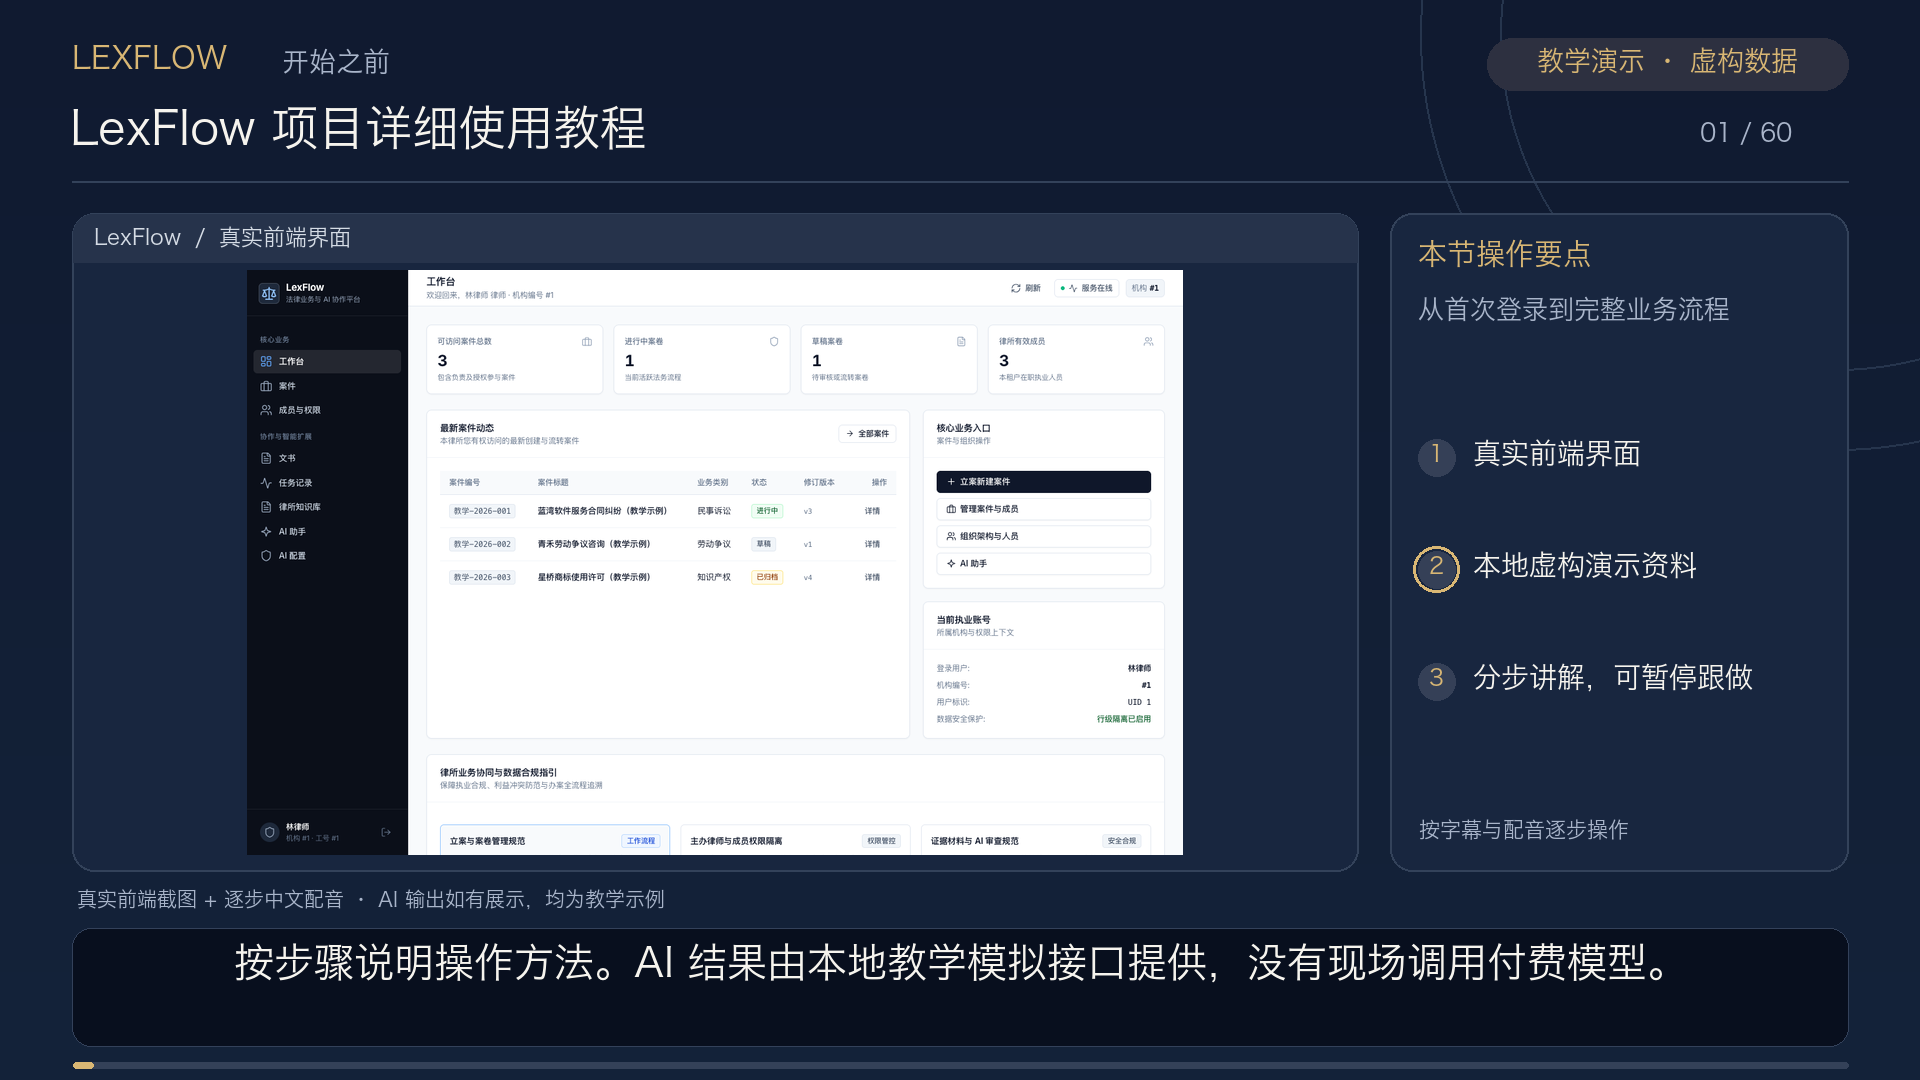 LEXFLOW 开始之前
教学演示 · 虚构数据
LexFlow 项目详细使用教程
01 / 60
LexFlow / 真实前端界面
LexFlow
法律业务与 AI 协作平台
核心业务
工作台
案件
成员与权限
协作与智能扩展
文书
任务记录
律所知识库
AI 助手
AI 配置
林律师
机构 #1 · 工号 #1
工作台
欢迎回来，林律师 律师 · 机构编号 #1
刷新
服务在线
机构 #1
可访问案件总数
3
包含负责及授权参与案件
进行中案卷
1
当前活跃法务流程
草稿案卷
1
待审核或流转案卷
律所有效成员
3
本租户在职执业人员
最新案件动态
本律所您有权访问的最新创建与流转案件
全部案件
案件编号 案件标题 业务类别 状态 修订版本 操作
教学-2026-001 蓝湾软件服务合同纠纷（教学示例） 民事诉讼 进行中 v3 详情
教学-2026-002 青禾劳动争议咨询（教学示例） 劳动争议 草稿 v1 详情
教学-2026-003 星桥商标使用许可（教学示例） 知识产权 已归档 v4 详情
核心业务入口
案件与组织操作
立案新建案件
管理案件与成员
组织架构与人员
AI 助手
当前执业账号
所属机构与权限上下文
登录用户: 林律师
机构编号: #1
用户标识: UID 1
数据安全保护: 行级隔离已启用
律所业务协同与数据合规指引
保障执业合规、利益冲突防范与办案全流程追溯
立案与案卷管理规范 工作流程
主办律师与成员权限隔离 权限管控
证据材料与 AI 审查规范 安全合规
本节操作要点
从首次登录到完整业务流程
1 真实前端界面
2 本地虚构演示资料
3 分步讲解，可暂停跟做
按字幕与配音逐步操作
真实前端截图 + 逐步中文配音 · AI 输出如有展示，均为教学示例
按步骤说明操作方法。AI 结果由本地教学模拟接口提供，没有现场调用付费模型。